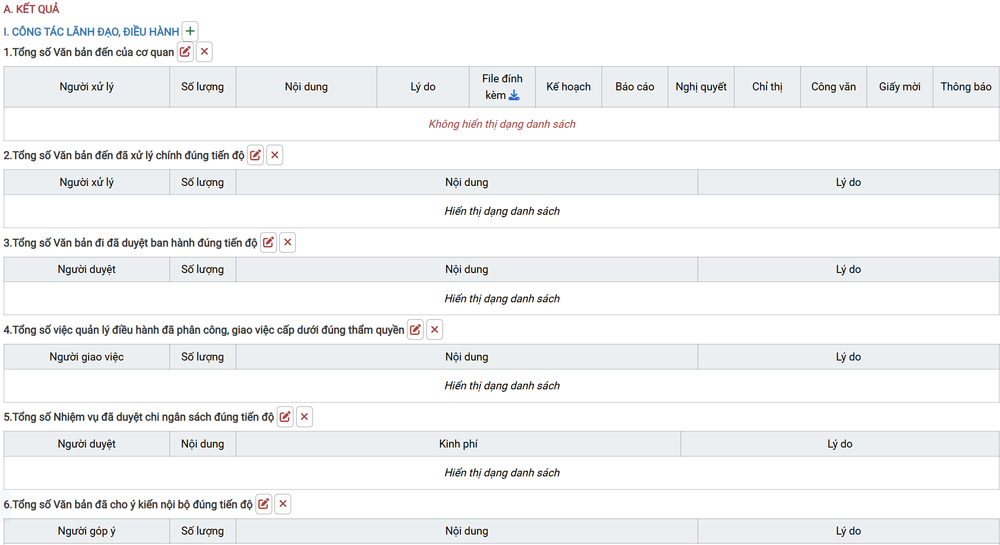 A. KẾT QUẢ
I. CÔNG TÁC LÃNH ĐẠO, ĐIỀU HÀNH
1.Tổng số Văn bản đến của cơ quan
Người xử lý Số lượng Nội dung Lý do File đính kèm Kế hoạch Báo cáo Nghị quyết Chỉ thị Công văn Giấy mời Thông báo
Không hiển thị dạng danh sách
2.Tổng số Văn bản đến đã xử lý chính đúng tiến độ
Người xử lý Số lượng Nội dung Lý do
Hiển thị dạng danh sách
3.Tổng số Văn bản đi đã duyệt ban hành đúng tiến độ
Người duyệt Số lượng Nội dung Lý do
Hiển thị dạng danh sách
4.Tổng số việc quản lý điều hành đã phân công, giao việc cấp dưới đúng thẩm quyền
Người giao việc Số lượng Nội dung Lý do
Hiển thị dạng danh sách
5.Tổng số Nhiệm vụ đã duyệt chi ngân sách đúng tiến độ
Người duyệt Nội dung Kinh phí Lý do
Hiển thị dạng danh sách
6.Tổng số Văn bản đã cho ý kiến nội bộ đúng tiến độ
Người góp ý Số lượng Nội dung Lý do